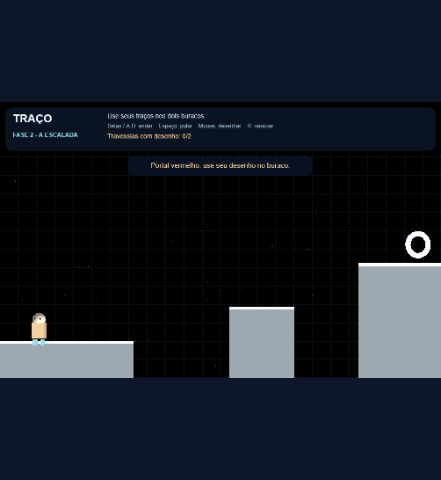 TRAÇO
FASE 2 - A ESCALADA
Use seus traços nos dois buracos
Setas / A D andar Espaço pular Mouse desenhar R reiniciar
Travessias com desenho: 0/2
Portal vermelho: use seu desenho no buraco.